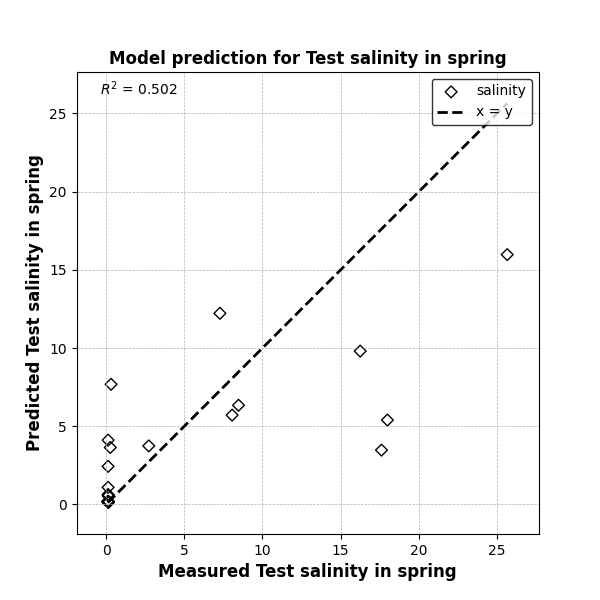 Model prediction for Test salinity in spring
R² = 0.502
salinity
x = y
Predicted Test salinity in spring
25
20
15
10
5
0
0 5 10 15 20 25
Measured Test salinity in spring